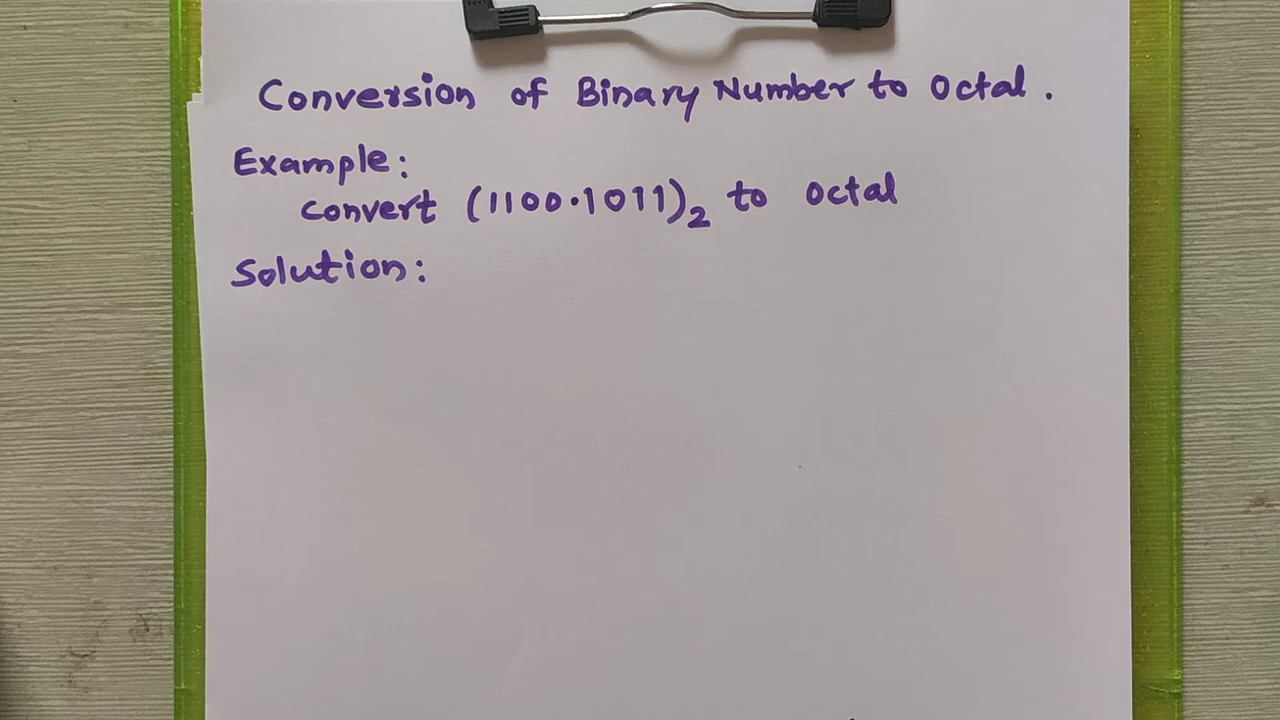 Conversion of Binary Number to Octal.
Example:
convert (1100.1011)₂ to octal
Solution: